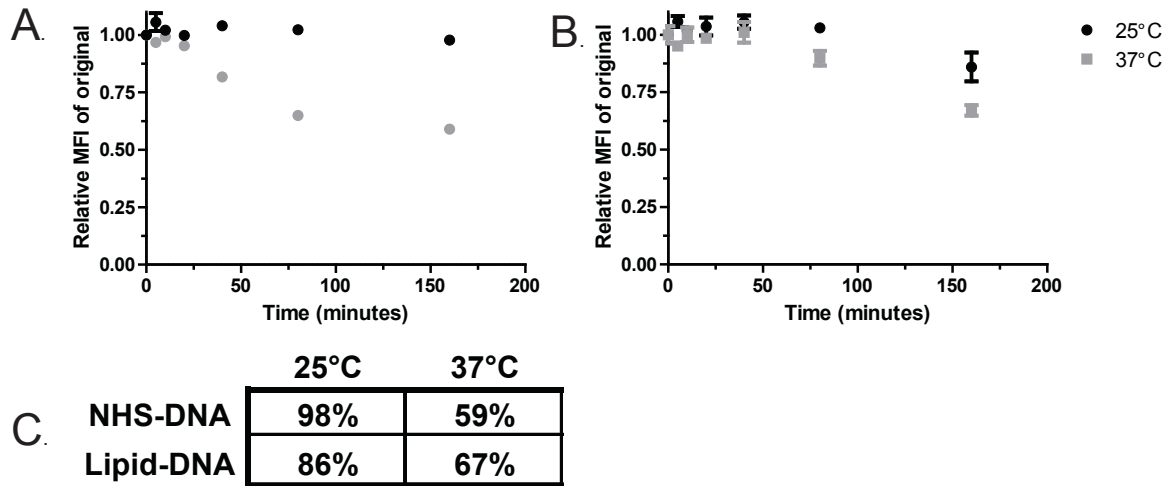 A.
Relative MFI of original
1.00
0.75
0.50
0.25
0.00
0 50 100 150 200
Time (minutes)
B.
Relative MFI of original
1.00
0.75
0.50
0.25
0.00
0 50 100 150 200
Time (minutes)
25°C
37°C
C.
25°C 37°C
NHS-DNA 98% 59%
Lipid-DNA 86% 67%